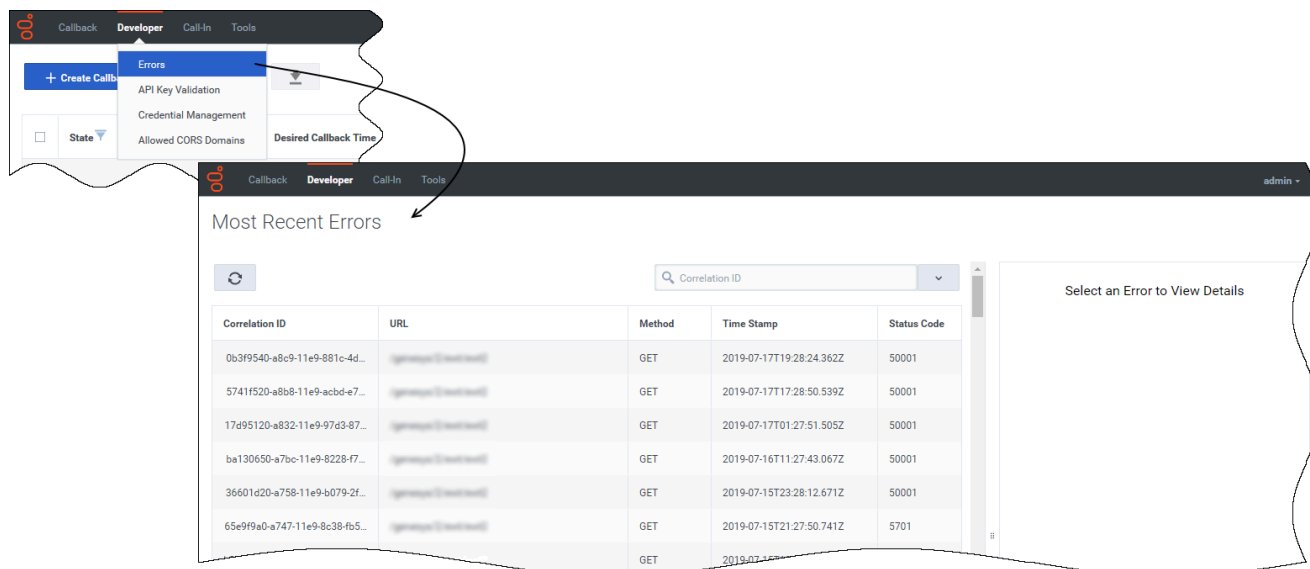 Callback Developer Call-In Tools
Errors
+ Create Callb
API Key Validation
Credential Management
State Allowed CORS Domains Desired Callback Time
Callback Developer Call-In Tools admin
Most Recent Errors
Correlation ID
Select an Error to View Details
Correlation ID URL Method Time Stamp Status Code
0b3f9540-a8c9-11e9-881c-4d... GET 2019-07-17T19:28:24.362Z 50001
5741f520-a8b8-11e9-acbd-e7... GET 2019-07-17T17:28:50.539Z 50001
17d95120-a832-11e9-97d3-87... GET 2019-07-17T01:27:51.505Z 50001
ba130650-a7bc-11e9-8228-f7... GET 2019-07-16T11:27:43.067Z 50001
36601d20-a758-11e9-b079-2f... GET 2019-07-15T23:28:12.671Z 50001
65e9f9a0-a747-11e9-8c38-fb5... GET 2019-07-15T21:27:50.741Z 5701
GET 2019-07-15T